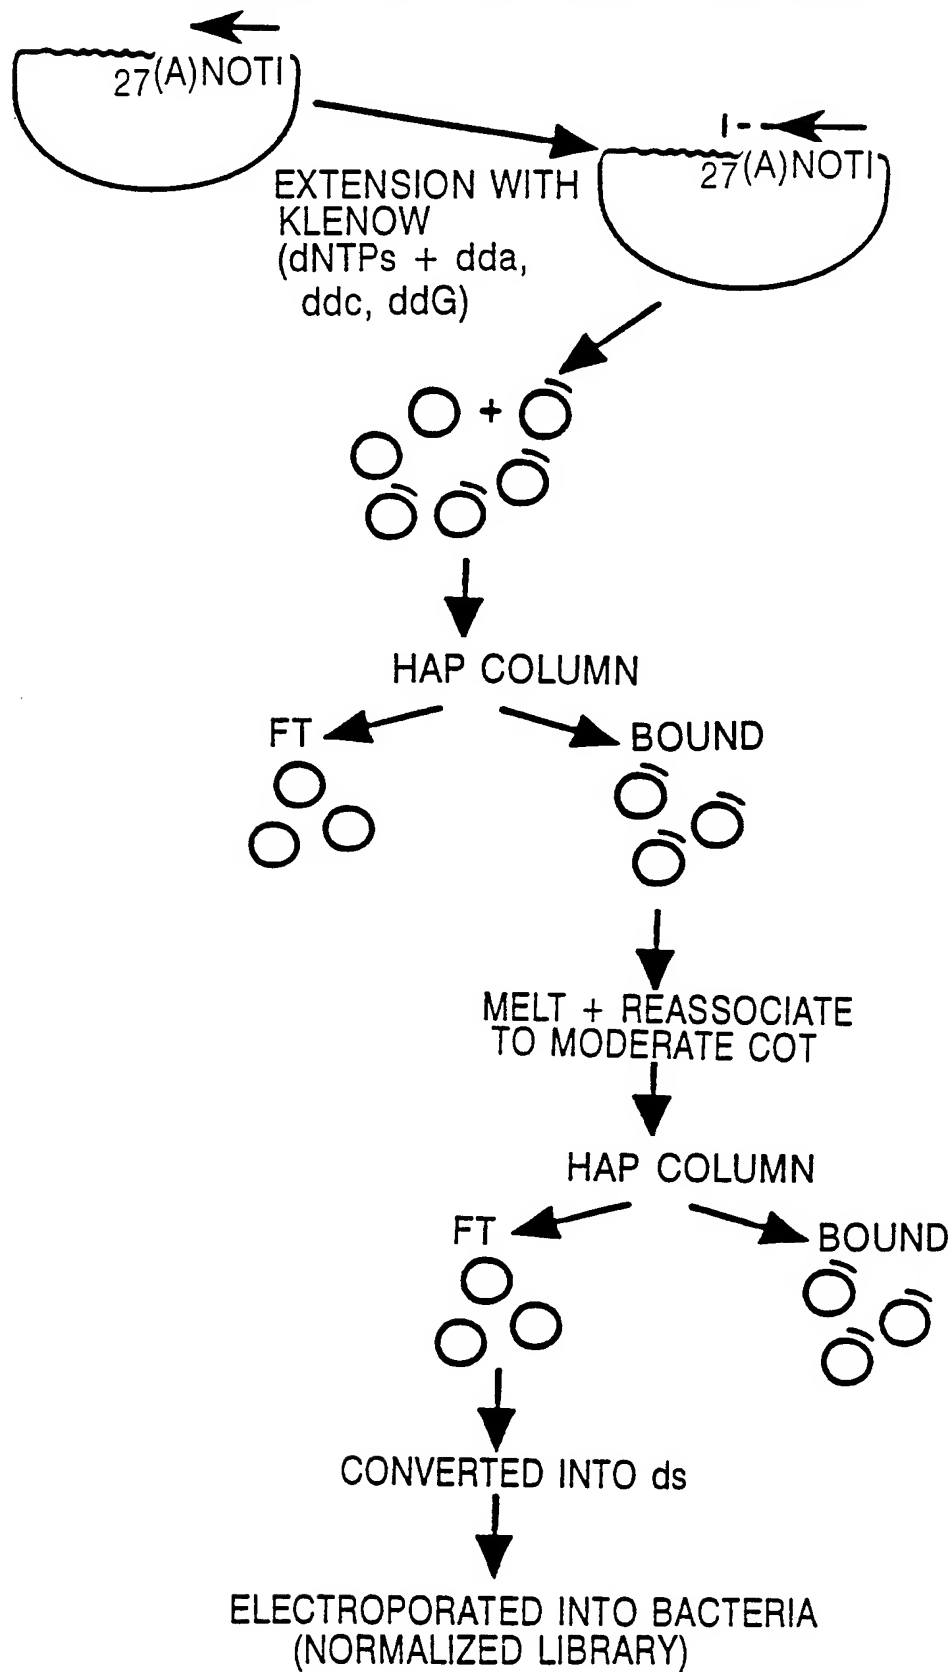 27(A)NOTI
27(A)NOTI
EXTENSION WITH
KLENOW
(dNTPs + dda,
ddc, ddG)
+
HAP COLUMN
FT
BOUND
MELT + REASSOCIATE
TO MODERATE COT
HAP COLUMN
FT
BOUND
CONVERTED INTO ds
ELECTROPORATED INTO BACTERIA
(NORMALIZED LIBRARY)